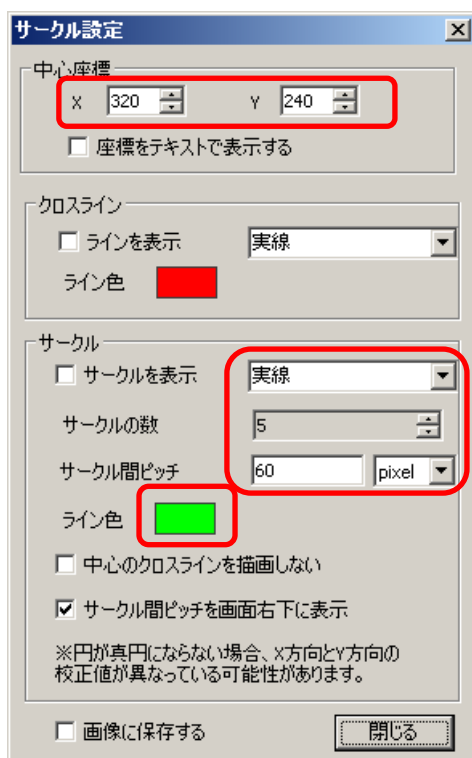 サークル設定
中心座標
X 320 Y 240
座標をテキストで表示する
クロスライン
ラインを表示 実線
ライン色
サークル
サークルを表示 実線
サークルの数 5
サークル間ピッチ 60 pixel
ライン色
中心のクロスラインを描画しない
サークル間ピッチを画面右下に表示
※円が真円にならない場合、X方向とY方向の
校正値が異なっている可能性があります。
画像に保存する 閉じる